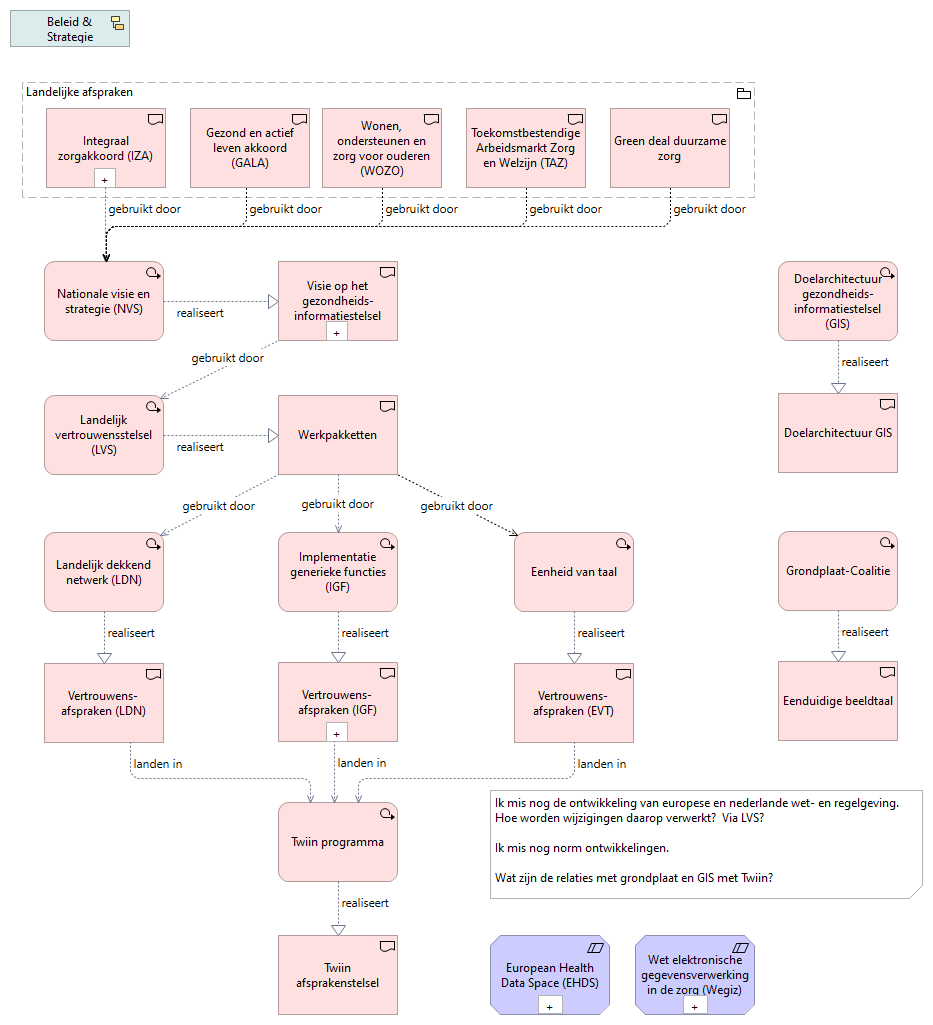 Beleid &
Strategie
Landelijke afspraken
Integraal
zorgakkoord (IZA)
+
Gezond en actief
leven akkoord
(GALA)
Wonen,
ondersteunen en
zorg voor ouderen
(WOZO)
Toekomstbestendige
Arbeidsmarkt Zorg
en Welzijn (TAZ)
Green deal duurzame
zorg
gebruikt door
gebruikt door
gebruikt door
gebruikt door
gebruikt door
Nationale visie en
strategie (NVS)
realiseert
Visie op het
gezondheids-
informatiestelsel
+
Doelarchitectuur
gezondheids-
informatiestelsel
(GIS)
gebruikt door
realiseert
Landelijk
vertrouwensstelsel
(LVS)
realiseert
Werkpakketten
Doelarchitectuur GIS
gebruikt door
gebruikt door
gebruikt door
Landelijk dekkend
netwerk (LDN)
Implementatie
generieke functies
(IGF)
Eenheid van taal
Grondplaat-Coalitie
realiseert
realiseert
realiseert
realiseert
Vertrouwens-
afspraken (LDN)
Vertrouwens-
afspraken (IGF)
+
Vertrouwens-
afspraken (EVT)
Eenduidige beeldtaal
landen in
landen in
landen in
Twiin programma
Ik mis nog de ontwikkeling van europese en nederlande wet- en regelgeving.
Hoe worden wijzigingen daarop verwerkt?  Via LVS?
Ik mis nog norm ontwikkelingen.
Wat zijn de relaties met grondplaat en GIS met Twiin?
realiseert
Twiin
afsprakenstelsel
European Health
Data Space (EHDS)
+
Wet elektronische
gegevensverwerking
in de zorg (Wegiz)
+